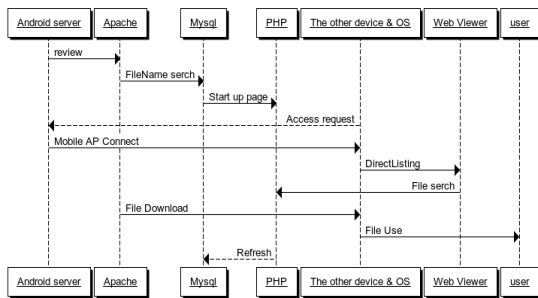 Android server
Apache
Mysql
PHP
The other device & OS
Web Viewer
user
review
FileName serch
Start up page
Access request
Mobile AP Connect
DirectListing
File serch
File Download
File Use
Refresh
Android server
Apache
Mysql
PHP
The other device & OS
Web Viewer
user